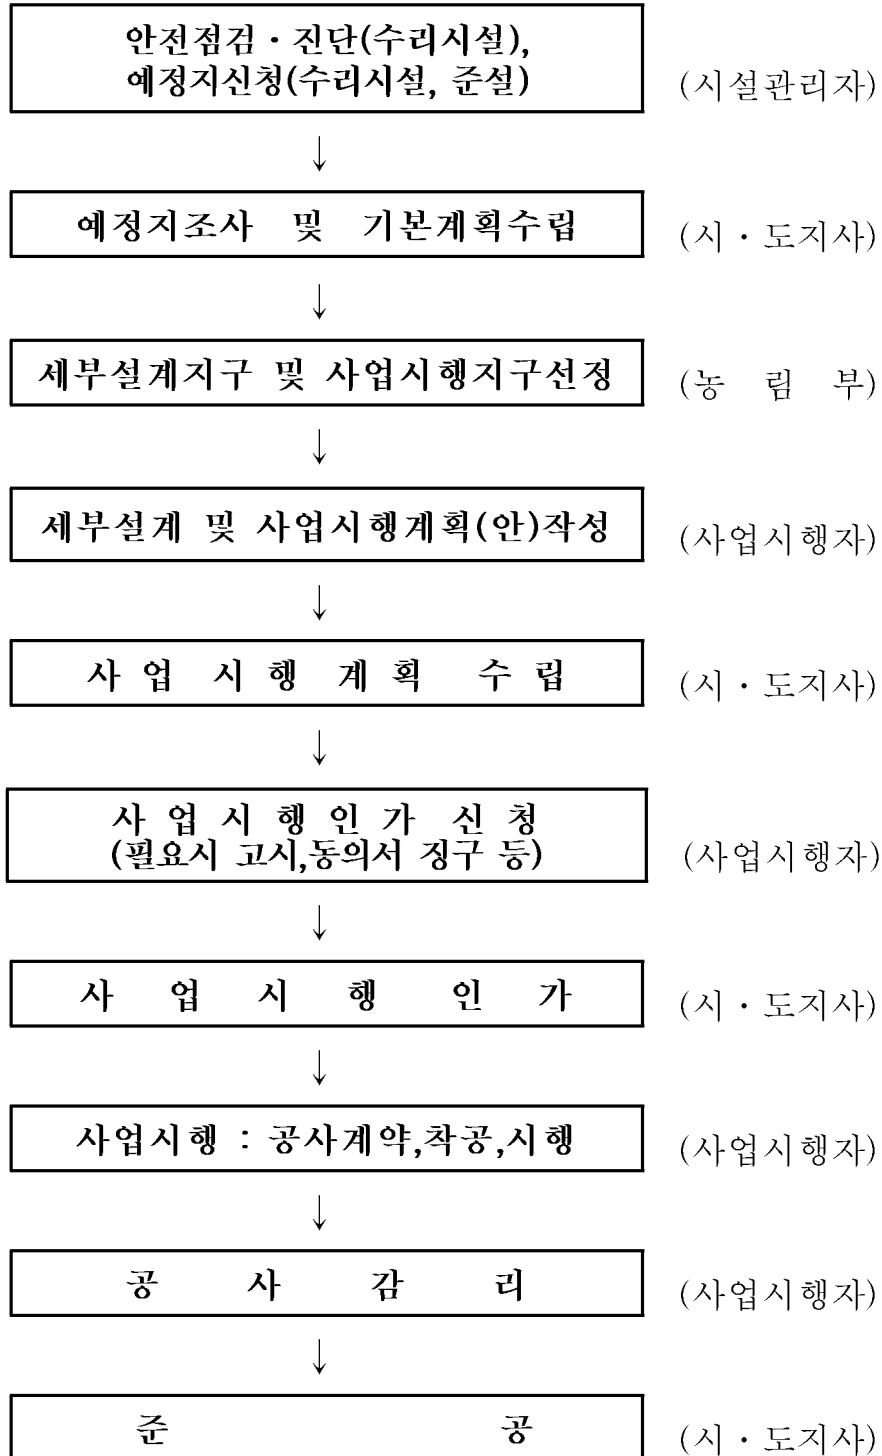 안전점검·진단(수리시설),
예정지신청(수리시설, 준설)
(시설관리자)
↓
예정지조사 및 기본계획수립
(시·도지사)
↓
세부설계지구 및 사업시행지구선정
(농 림 부)
↓
세부설계 및 사업시행계획(안)작성
(사업시행자)
↓
사 업 시 행 계 획 수 립
(시·도지사)
↓
사 업 시 행 인 가 신 청
(필요시 고시,동의서 징구 등)
(사업시행자)
↓
사 업 시 행 인 가
(시·도지사)
↓
사업시행 : 공사계약,착공,시행
(사업시행자)
↓
공 사 감 리
(사업시행자)
↓
준 공
(시·도지사)